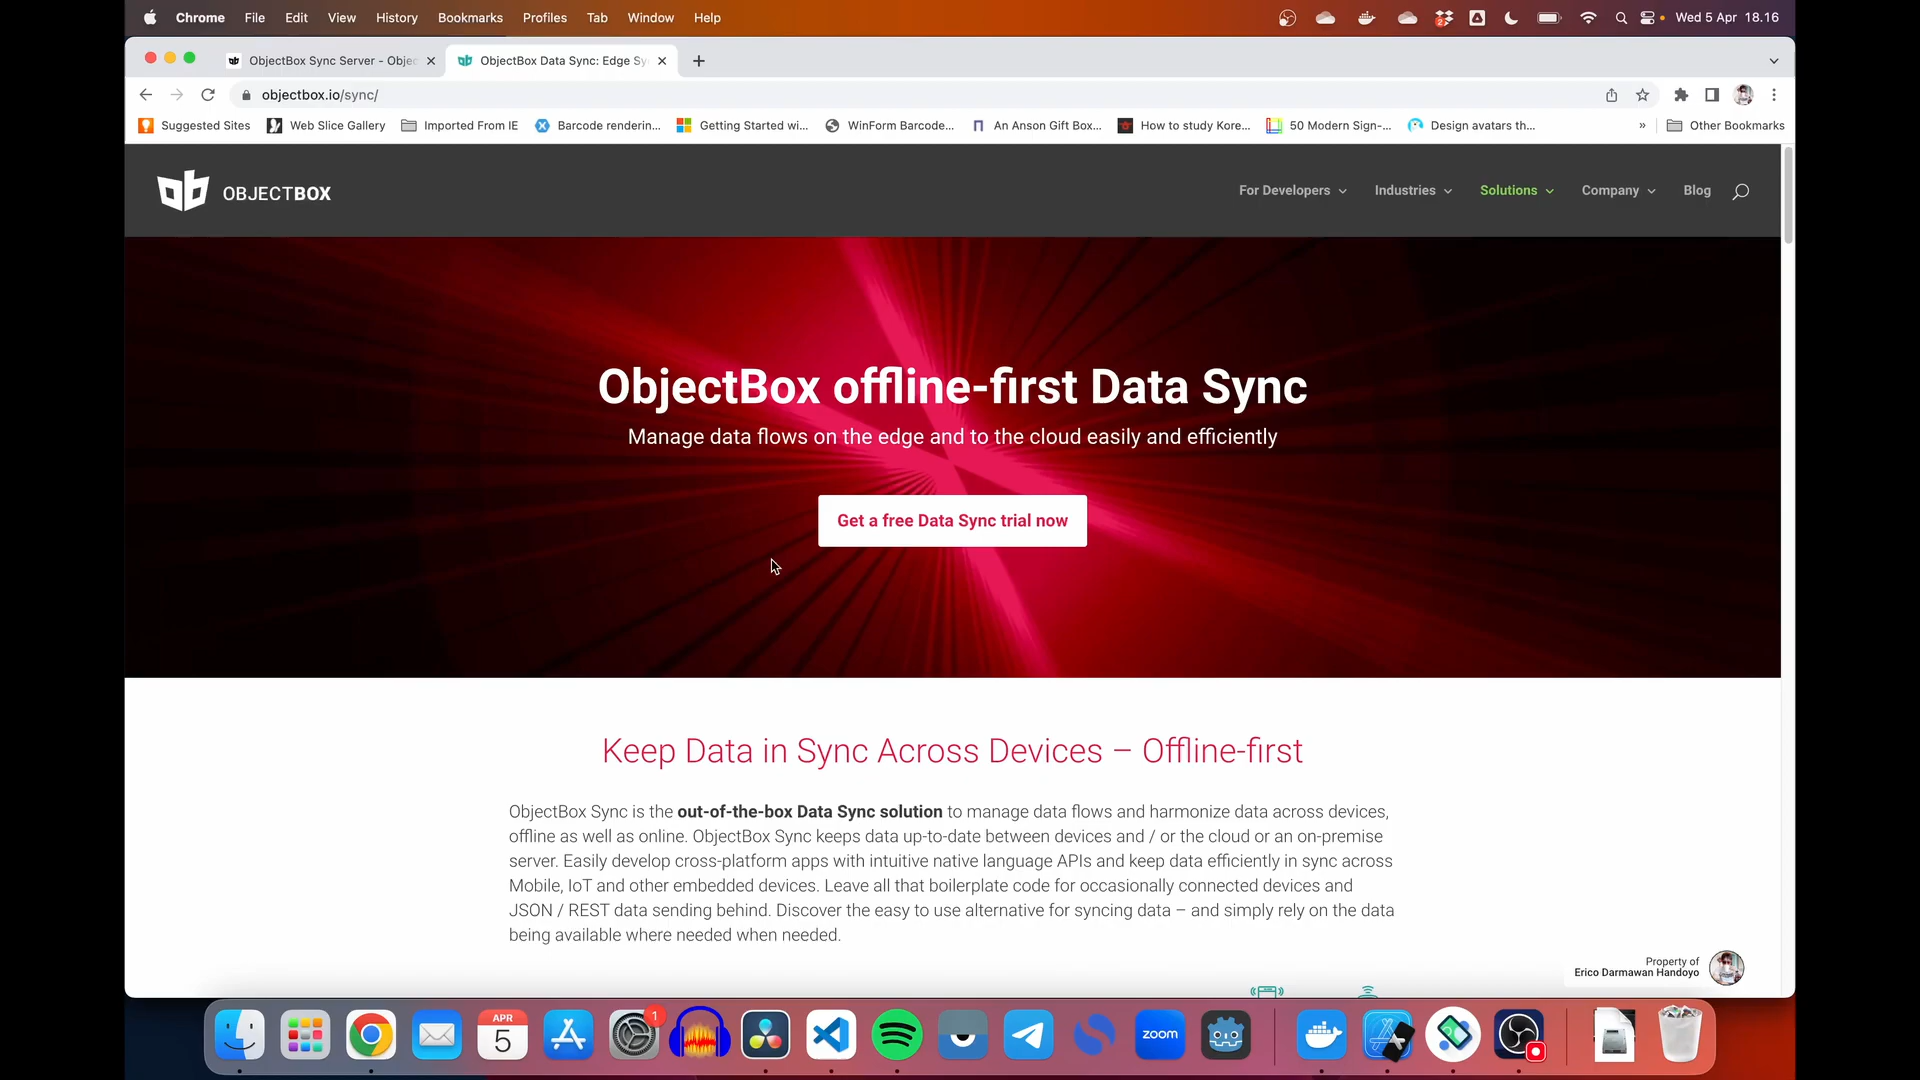 Chrome File Edit View History Bookmarks Profiles Tab Window Help
2
Wed 5 Apr 18.16
ObjectBox Sync Server - Objec
ObjectBox Data Sync: Edge Sy
objectbox.io/sync/
Suggested Sites
Web Slice Gallery
Imported From IE
Barcode renderin...
Getting Started wi...
WinForm Barcode...
An Anson Gift Box...
How to study Kore...
50 Modern Sign-...
Design avatars th...
»
Other Bookmarks
OBJECTBOX
For Developers
Industries
Solutions
Company
Blog
ObjectBox offline-first Data Sync
Manage data flows on the edge and to the cloud easily and efficiently
Get a free Data Sync trial now
Keep Data in Sync Across Devices – Offline-first
ObjectBox Sync is the out-of-the-box Data Sync solution to manage data flows and harmonize data across devices,
offline as well as online. ObjectBox Sync keeps data up-to-date between devices and / or the cloud or an on-premise
server. Easily develop cross-platform apps with intuitive native language APIs and keep data efficiently in sync across
Mobile, IoT and other embedded devices. Leave all that boilerplate code for occasionally connected devices and
JSON / REST data sending behind. Discover the easy to use alternative for syncing data – and simply rely on the data
being available where needed when needed.
Property of
Erico Darmawan Handoyo
APR
5
1
zoom